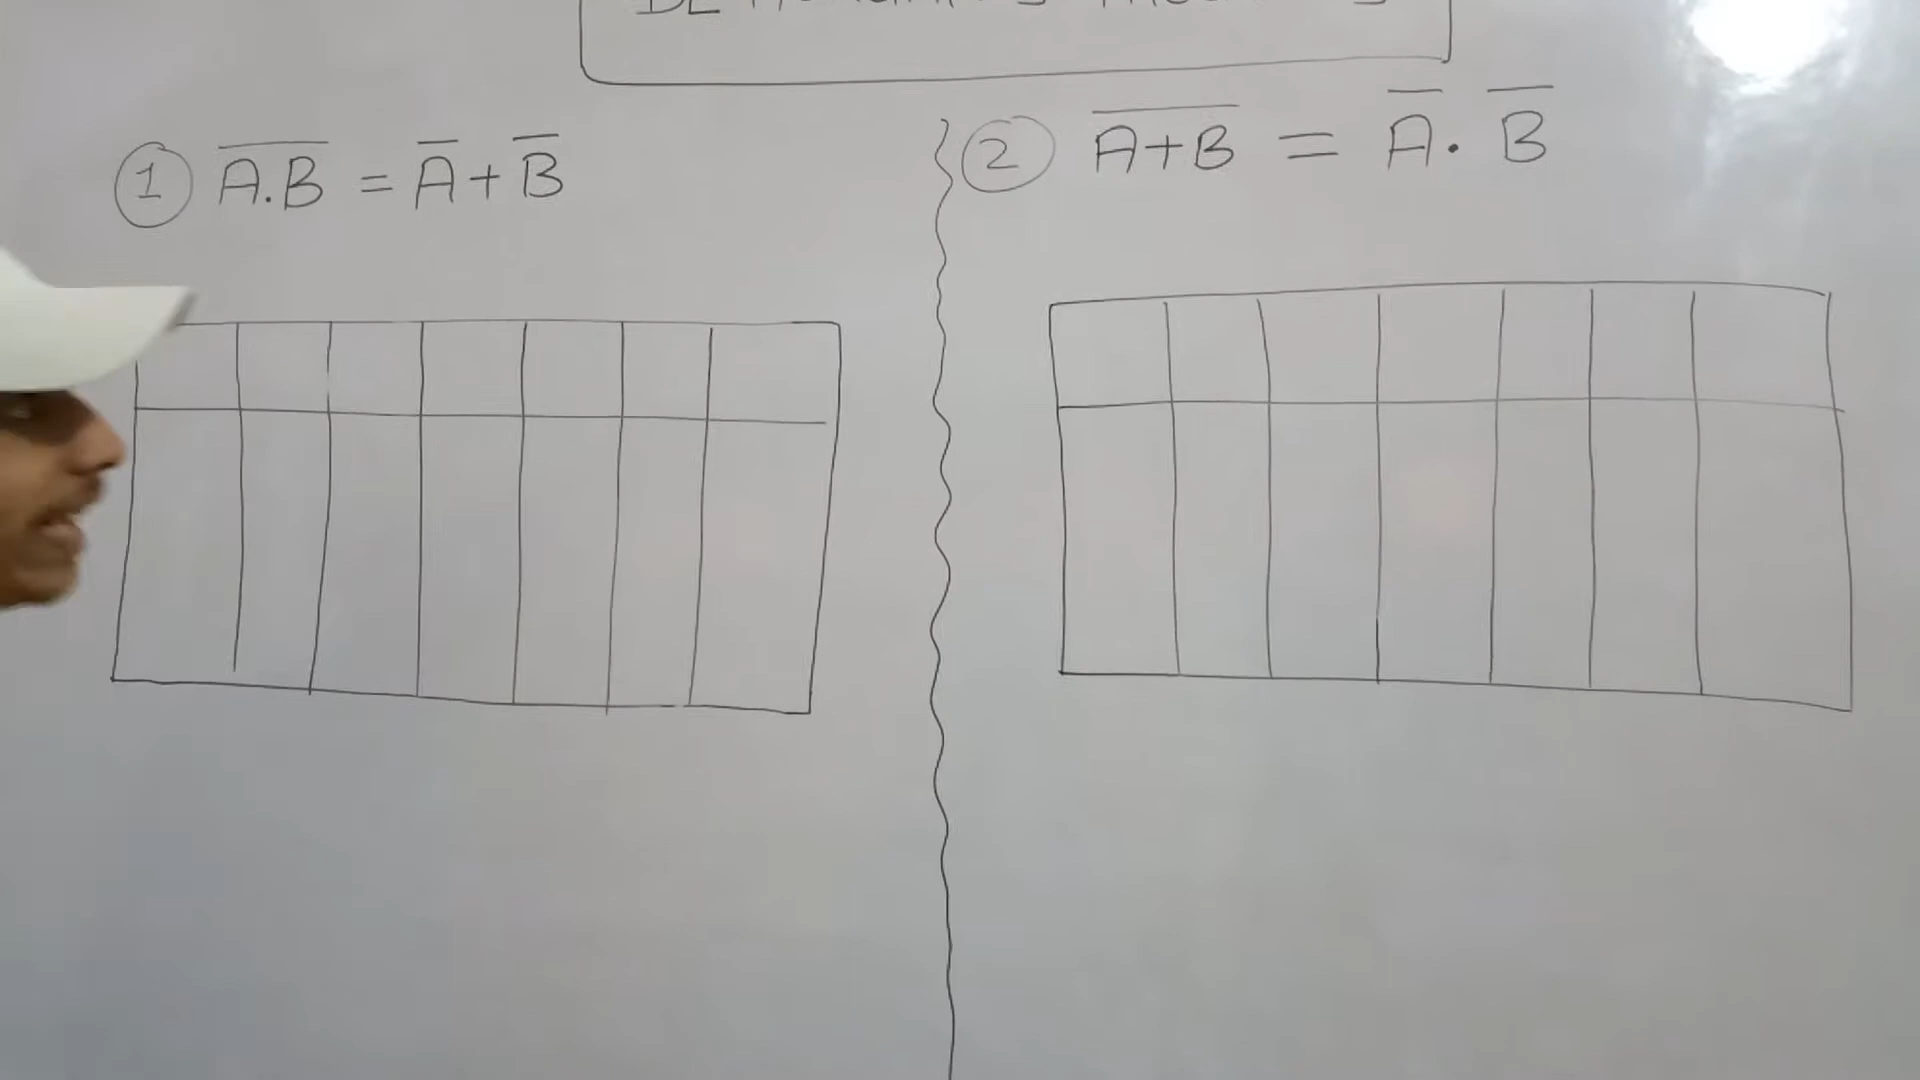 ① A.B̅ = A̅ + B̅
② A+B̅ = A̅ . B̅